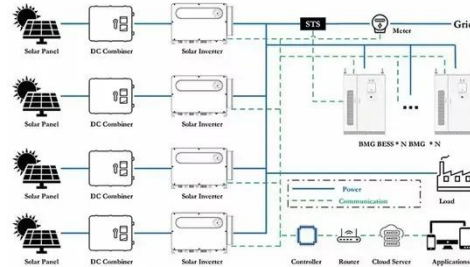 STS
Meter
Grid
Solar Panel
DC Combiner
Solar Inverter
Solar Panel
DC Combiner
Solar Inverter
BMG BESS * N BMG * N
Solar Panel
DC Combiner
Solar Inverter
Power
Communication
Load
Solar Panel
DC Combiner
Solar Inverter
Controller
Router
Cloud Server
Applications